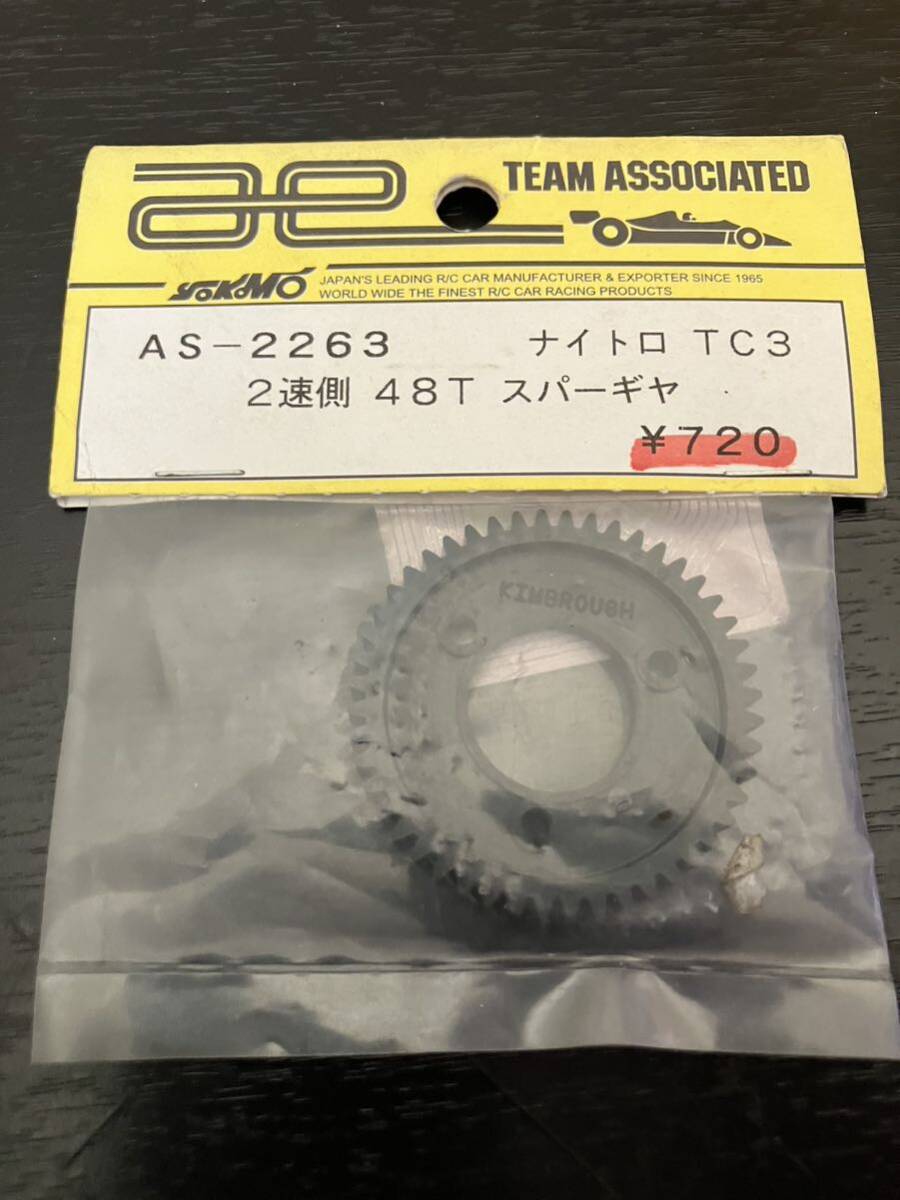 ae TEAM ASSOCIATED
YOKOMO JAPAN'S LEADING R/C CAR MANUFACTURER & EXPORTER SINCE 1965
WORLD WIDE THE FINEST R/C CAR RACING PRODUCTS
AS-2263 ナイトロ TC3
2速側 48T スパーギヤ
¥720
KIMBROUGH